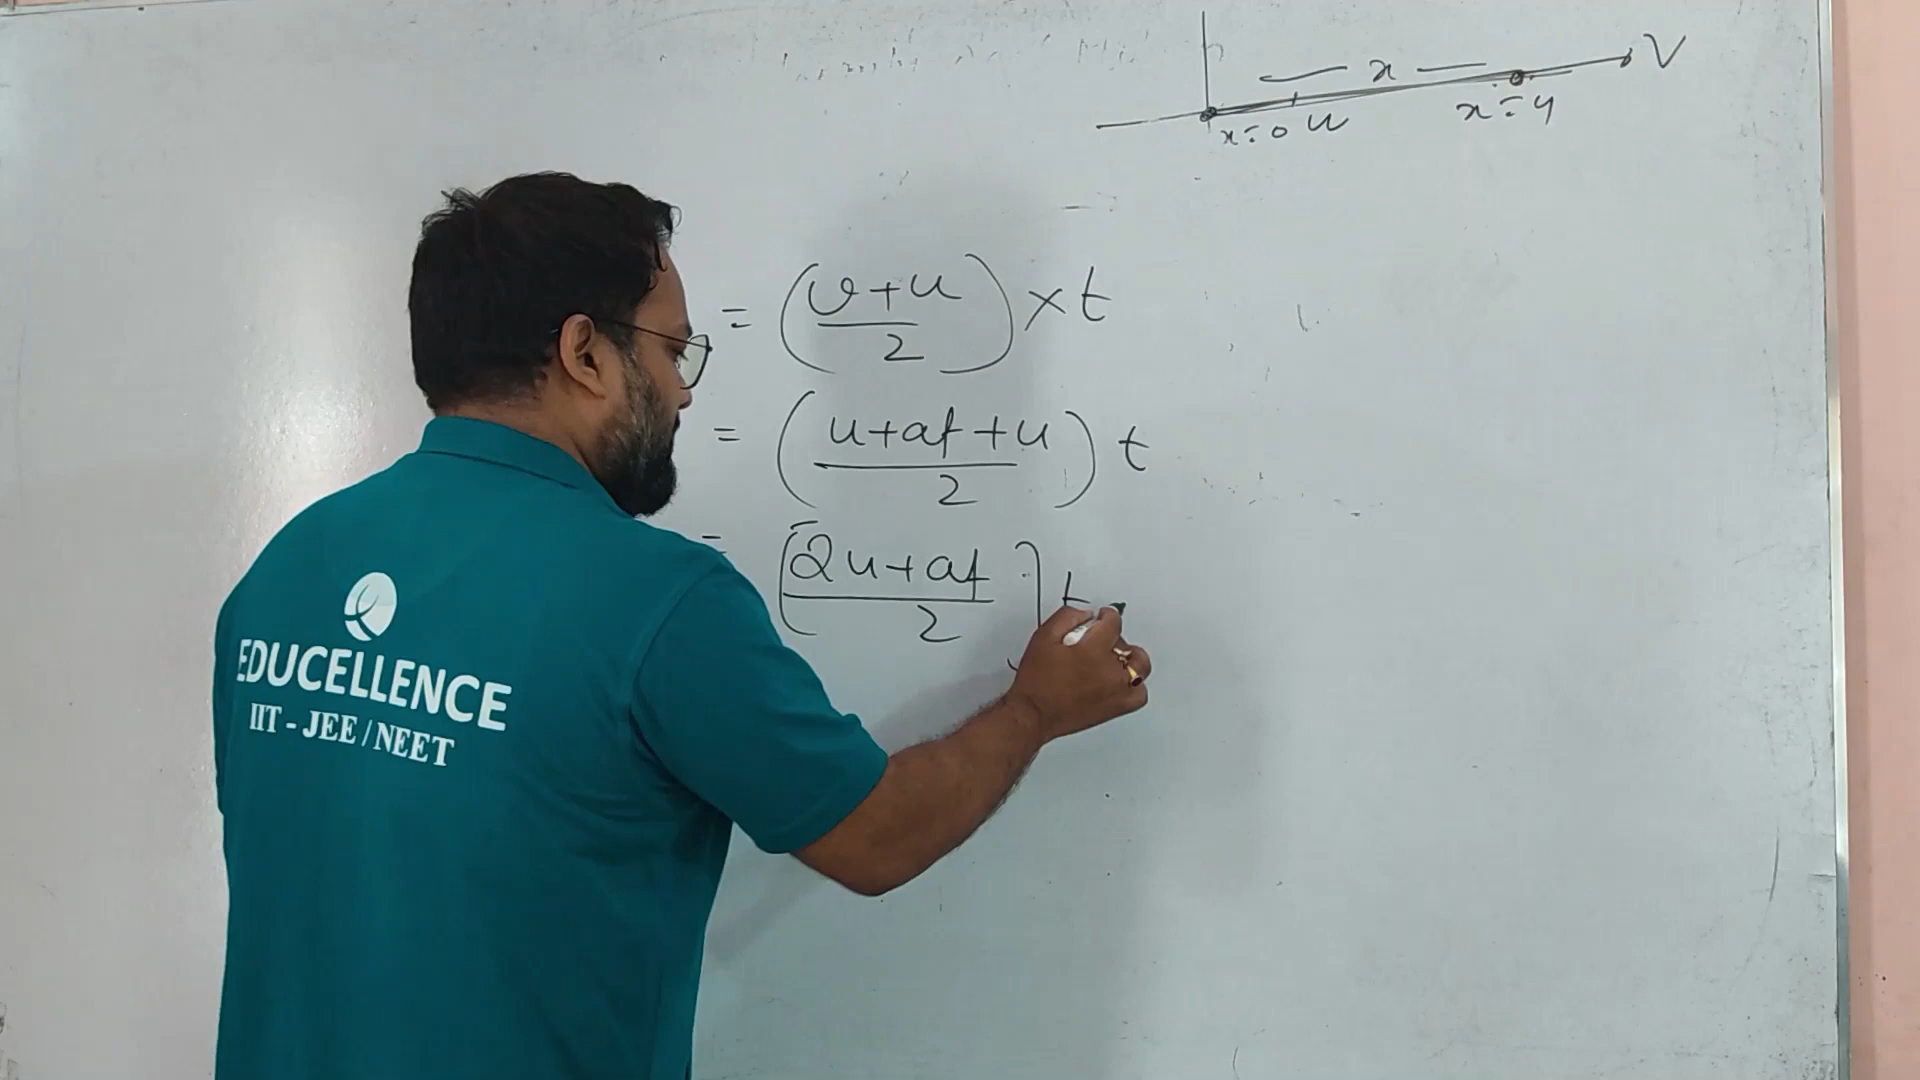 x V
x=0 u x=4
= (v+u/2) × t
= (u+at+u/2) t
= [2u+at/2] t
EDUCELLENCE
IIT - JEE / NEET